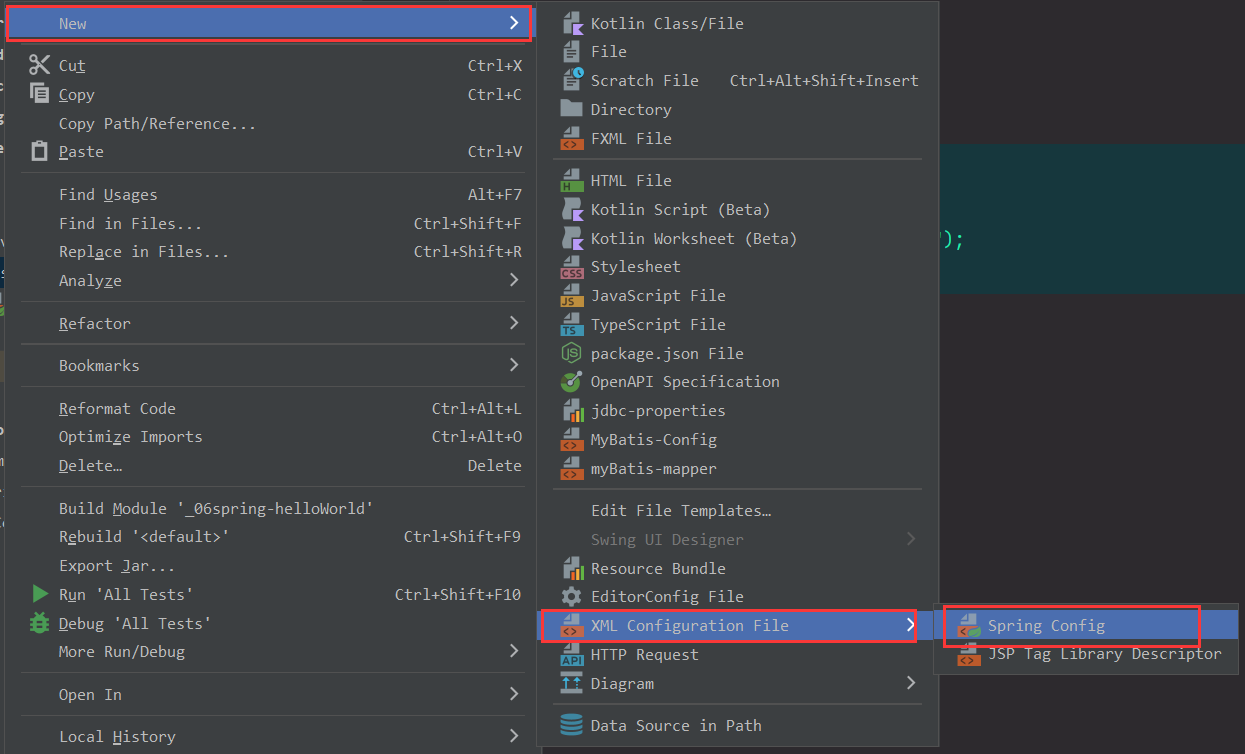 New
Cut Ctrl+X
Copy Ctrl+C
Copy Path/Reference...
Paste Ctrl+V
Find Usages Alt+F7
Find in Files... Ctrl+Shift+F
Replace in Files... Ctrl+Shift+R
Analyze
Refactor
Bookmarks
Reformat Code Ctrl+Alt+L
Optimize Imports Ctrl+Alt+O
Delete… Delete
Build Module '_06spring-helloWorld'
Rebuild '<default>' Ctrl+Shift+F9
Export Jar...
Run 'All Tests' Ctrl+Shift+F10
Debug 'All Tests'
More Run/Debug
Open In
Local History
Kotlin Class/File
File
Scratch File Ctrl+Alt+Shift+Insert
Directory
FXML File
HTML File
Kotlin Script (Beta)
Kotlin Worksheet (Beta)
Stylesheet
JavaScript File
TypeScript File
package.json File
OpenAPI Specification
jdbc-properties
MyBatis-Config
myBatis-mapper
Edit File Templates…
Swing UI Designer
Resource Bundle
EditorConfig File
XML Configuration File
HTTP Request
Diagram
Data Source in Path
Spring Config
JSP Tag Library Descriptor
);